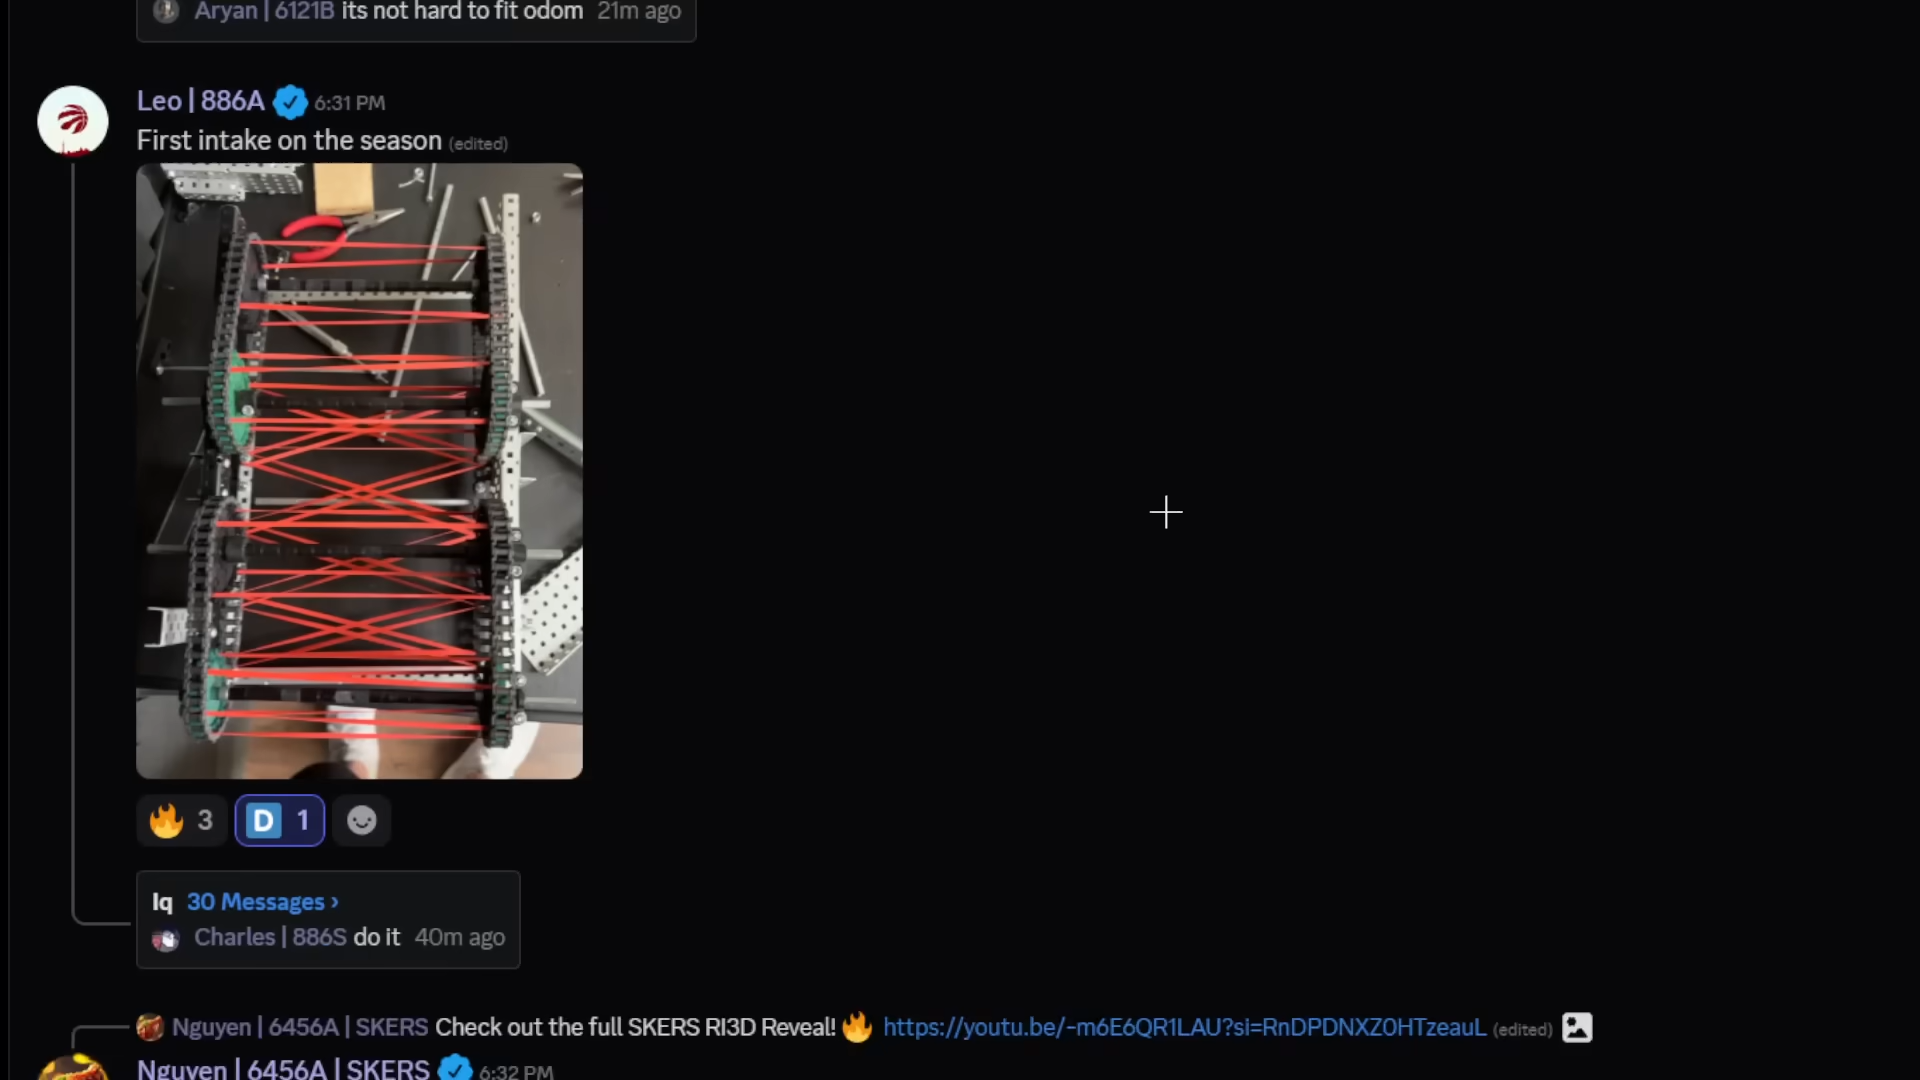 Aryan | 6121B its not hard to fit odom 21m ago
Leo | 886A 6:31 PM
First intake on the season (edited)
3 D 1
Iq 30 Messages ›
Charles | 886S do it 40m ago
Nguyen | 6456A | SKERS Check out the full SKERS RI3D Reveal! 🔥 https://youtu.be/-m6E6QR1LAU?si=RnDPDNXZ0HTzeauL (edited)
Nguyen | 6456A | SKERS 6:32 PM